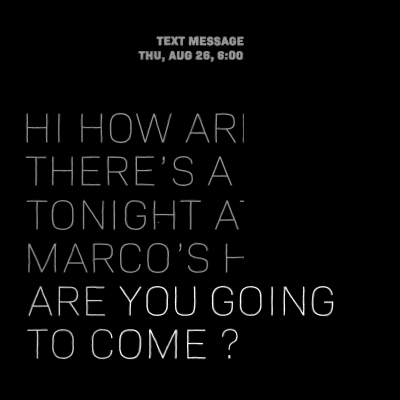 TEXT MESSAGE
THU, AUG 26, 6:00
HI HOW
THERE'S A
TONIGHT
MARCO'S
ARE YOU GOING
TO COME ?